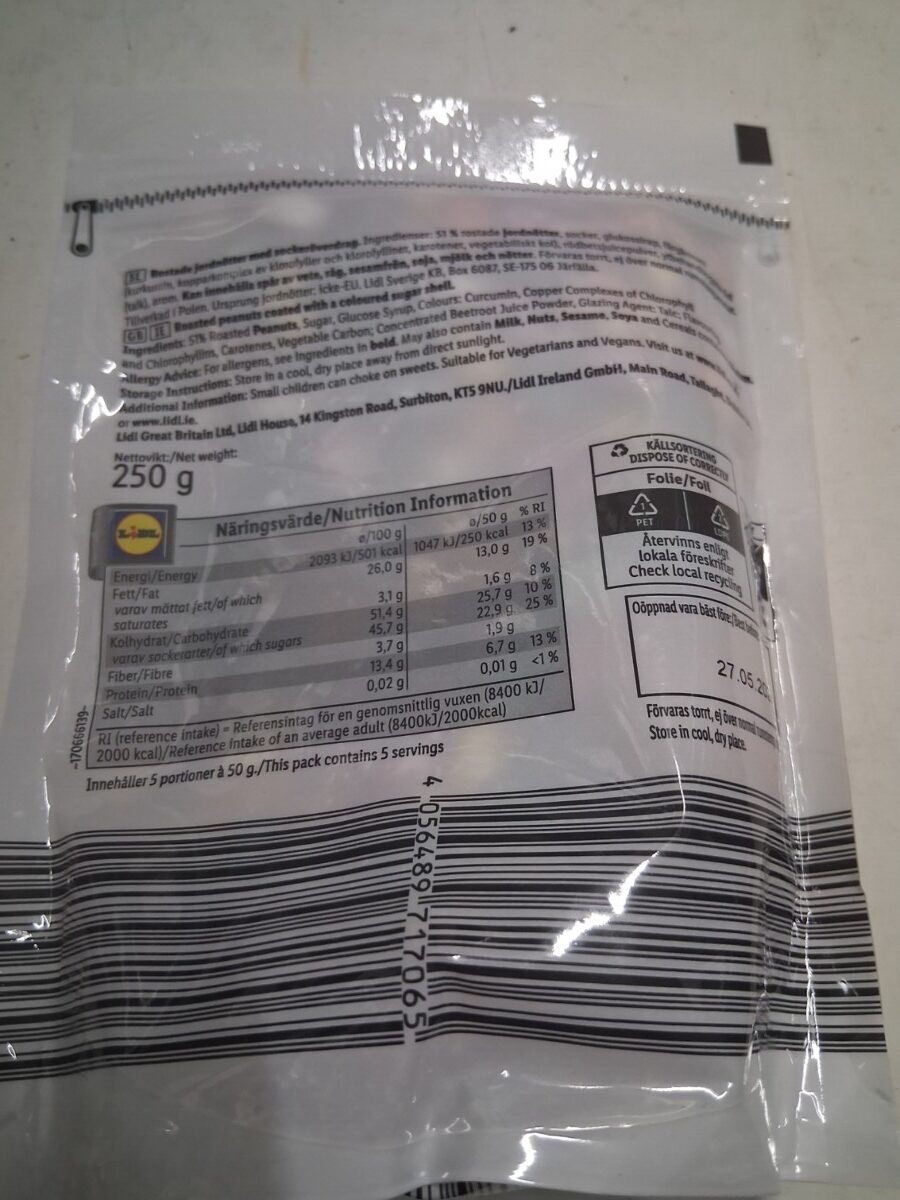 SE Rostade jordnötter med sockeröverdrag. Ingredienser: 51 % rostade jordnötter, socker, glukossirap,
kurkumin, kopparkomplex av klorofyller och klorofylliner, karotener, vegetabiliskt kol),
(talk), arom. Kan innehålla spår av vete, råg, sesamfrön, soja, mjölk och nötter. Förvaras torrt, ej över normal
Tillverkad i Polen. Ursprung jordnötter: Icke-EU. Lidl Sverige KB, Box 6087, SE-175 06 Järfälla.
GB IE Roasted peanuts coated with a coloured sugar shell.
Ingredients: 51% Roasted Peanuts, Sugar, Glucose Syrup, Colours: Curcumin, Copper Complexes of Chlorophyll
and Chlorophyllins, Carotenes, Vegetable Carbon; Concentrated Beetroot Juice Powder, Glazing Agent: Talc;
Allergy Advice: For allergens, see ingredients in bold. May also contain Milk, Nuts, Sesame, Soya and Cereals
Storage Instructions: Store in a cool, dry place away from direct sunlight.
Additional Information: Small children can choke on sweets. Suitable for Vegetarians and Vegans. Visit us at
or www.lidl.ie.
Lidl Great Britain Ltd, Lidl House, 14 Kingston Road, Surbiton, KT5 9NU./Lidl Ireland GmbH, Main Road,
Nettovikt:/Net weight:
250 g
LIDL
Näringsvärde/Nutrition Information
ø/100 g ø/50 g % RI
Energi/Energy 2093 kJ/501 kcal 1047 kJ/250 kcal 13 %
Fett/Fat 26,0 g 13,0 g 19 %
varav mättat fett/of which
saturates 3,1 g 1,6 g 8 %
Kolhydrat/Carbohydrate 51,4 g 25,7 g 10 %
varav sockerarter/of which sugars 45,7 g 22,9 g 25 %
Fiber/Fibre 3,7 g 1,9 g
Protein/Protein 13,4 g 6,7 g 13 %
Salt/Salt 0,02 g 0,01 g <1 %
RI (reference intake) = Referensintag för en genomsnittlig vuxen (8400 kJ/
2000 kcal)/Reference intake of an average adult (8400kJ/2000kcal)
Innehåller 5 portioner à 50 g./This pack contains 5 servings
-170666139-
KÄLLSORTERING
DISPOSE OF CORRECTLY
Folie/Foil
1
PET
Återvinns enligt
lokala föreskrifter
Check local recycling
Oöppnad vara bäst före:/Best
27.05.
Förvaras torrt, ej över normal
Store in cool, dry place.
4 056489 717065